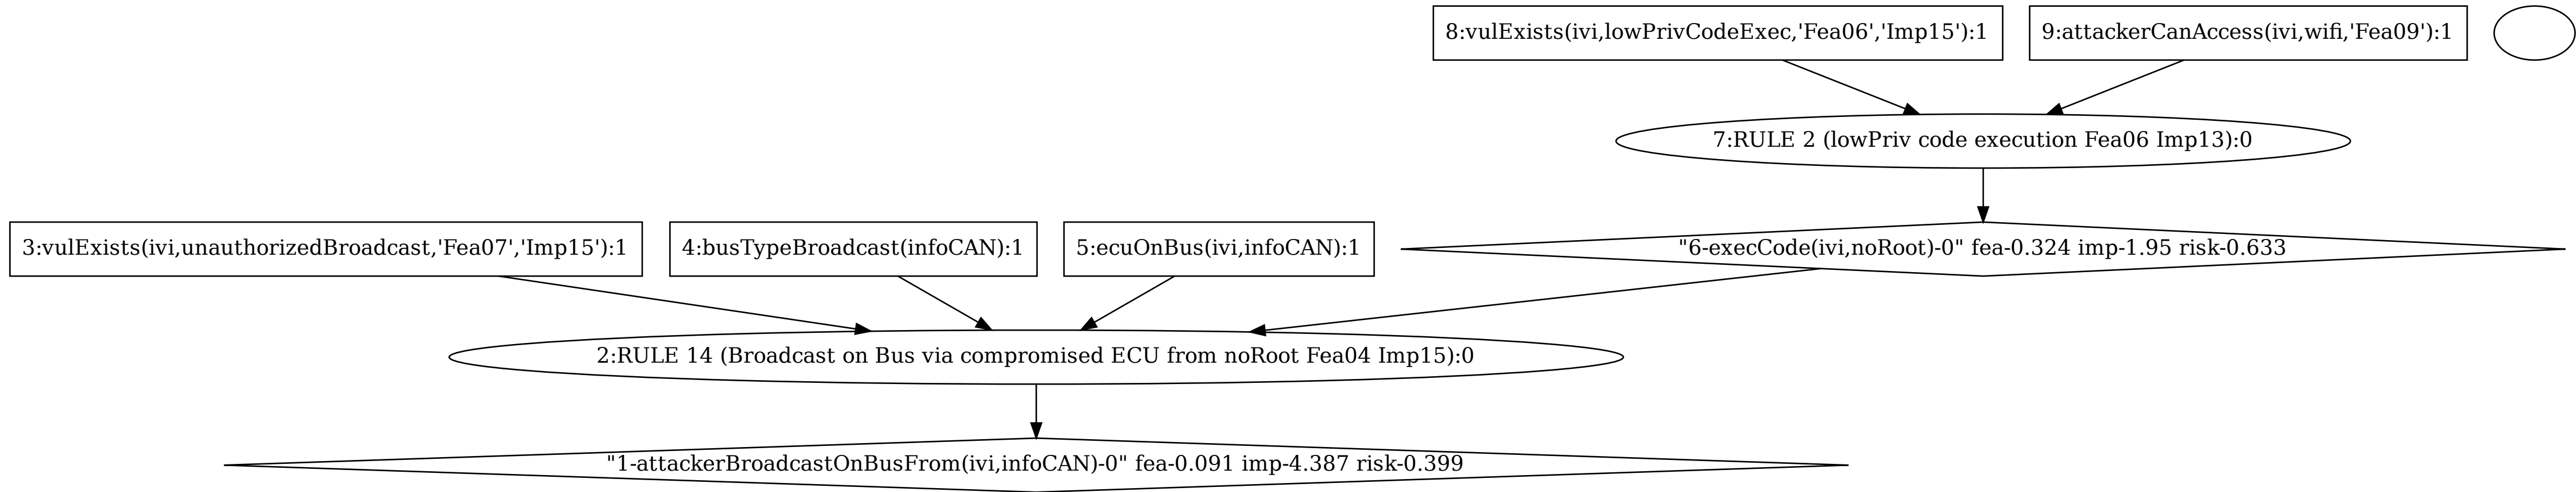 8:vulExists(ivi,lowPrivCodeExec,'Fea06','Imp15'):1
9:attackerCanAccess(ivi,wifi,'Fea09'):1
7:RULE 2 (lowPriv code execution Fea06 Imp13):0
3:vulExists(ivi,unauthorizedBroadcast,'Fea07','Imp15'):1
4:busTypeBroadcast(infoCAN):1
5:ecuOnBus(ivi,infoCAN):1
"6-execCode(ivi,noRoot)-0" fea-0.324 imp-1.95 risk-0.633
2:RULE 14 (Broadcast on Bus via compromised ECU from noRoot Fea04 Imp15):0
"1-attackerBroadcastOnBusFrom(ivi,infoCAN)-0" fea-0.091 imp-4.387 risk-0.399